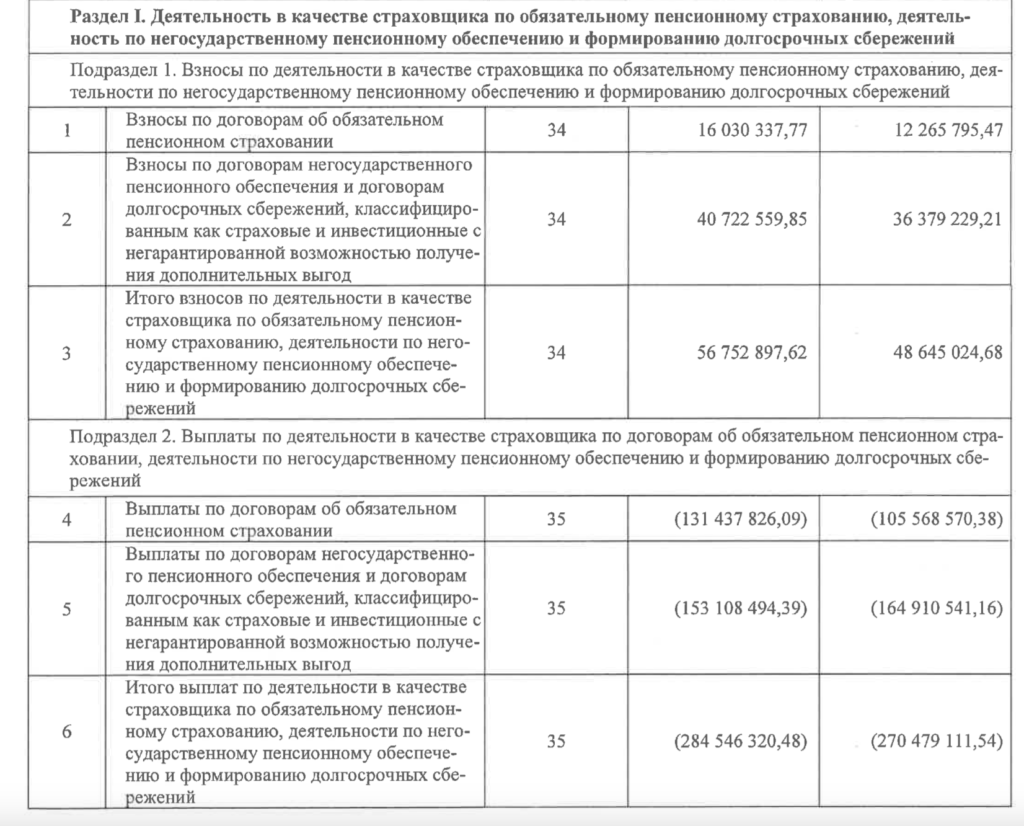 Раздел I. Деятельность в качестве страховщика по обязательному пенсионному страхованию, деятель-
ность по негосударственному пенсионному обеспечению и формированию долгосрочных сбережений
Подраздел 1. Взносы по деятельности в качестве страховщика по обязательному пенсионному страхованию, дея-
тельности по негосударственному пенсионному обеспечению и формированию долгосрочных сбережений
1 Взносы по договорам об обязательном 34 16 030 337,77 12 265 795,47
пенсионном страховании
Взносы по договорам негосударственного
пенсионного обеспечения и договорам
долгосрочных сбережений, классифициро-
2 ванным как страховые и инвестиционные с 34 40 722 559,85 36 379 229,21
негарантированной возможностью получе-
ния дополнительных выгод
Итого взносов по деятельности в качестве
страховщика по обязательному пенсион-
ному страхованию, деятельности по него-
3 сударственному пенсионному обеспече- 34 56 752 897,62 48 645 024,68
нию и формированию долгосрочных сбе-
режений
Подраздел 2. Выплаты по деятельности в качестве страховщика по договорам об обязательном пенсионном стра-
ховании, деятельности по негосударственному пенсионному обеспечению и формированию долгосрочных сбе-
режений
4 Выплаты по договорам об обязательном 35 (131 437 826,09) (105 568 570,38)
пенсионном страховании
Выплаты по договорам негосударственно-
го пенсионного обеспечения и договорам
долгосрочных сбережений, классифициро-
5 ванным как страховые и инвестиционные с 35 (153 108 494,39) (164 910 541,16)
негарантированной возможностью получе-
ния дополнительных выгод
Итого выплат по деятельности в качестве
страховщика по обязательному пенсион-
6 ному страхованию, деятельности по него- 35 (284 546 320,48) (270 479 111,54)
сударственному пенсионному обеспече-
нию и формированию долгосрочных сбе-
режений